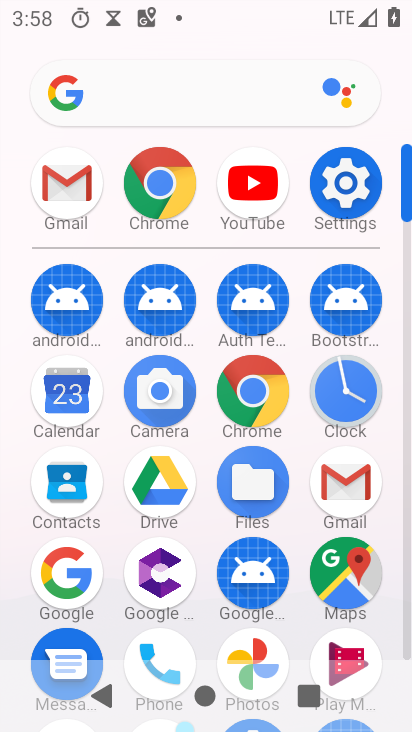 3:58 LTE
Gmail Chrome YouTube Settings
android... android... Auth Te... Bootstr...
23
Calendar Camera Chrome Clock
Contacts Drive Files Gmail
G
Google Google ... Google... Maps
Messa... Phone Photos Play M...